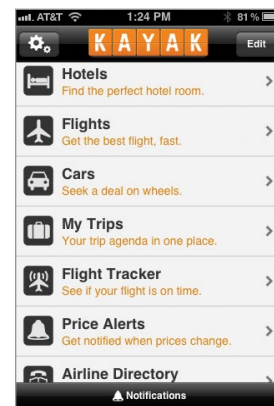 AT&T 1:24 PM 81%
KAYAK Edit
Hotels
Find the perfect hotel room.
Flights
Get the best flight, fast.
Cars
Seek a deal on wheels.
My Trips
Your trip agenda in one place.
Flight Tracker
See if your flight is on time.
Price Alerts
Get notified when prices change.
Airline Directory
Notifications